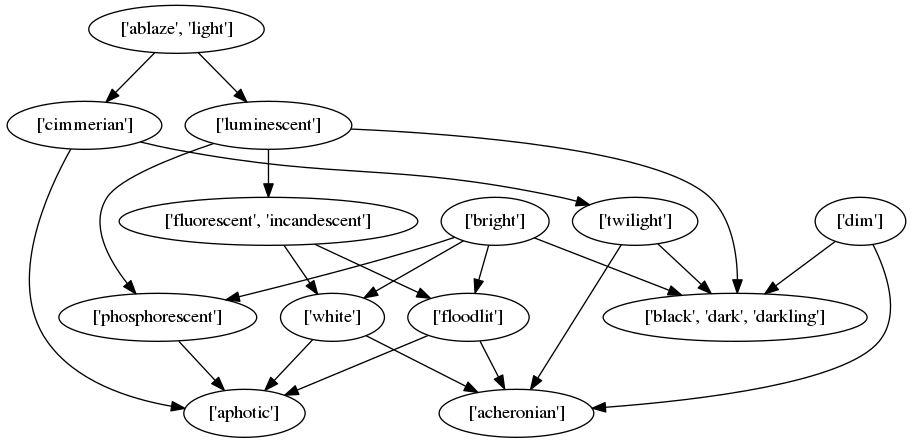 ['ablaze', 'light']
['cimmerian']
['luminescent']
['fluorescent', 'incandescent']
['bright']
['twilight']
['dim']
['phosphorescent']
['white']
['floodlit']
['black', 'dark', 'darkling']
['aphotic']
['acheronian']